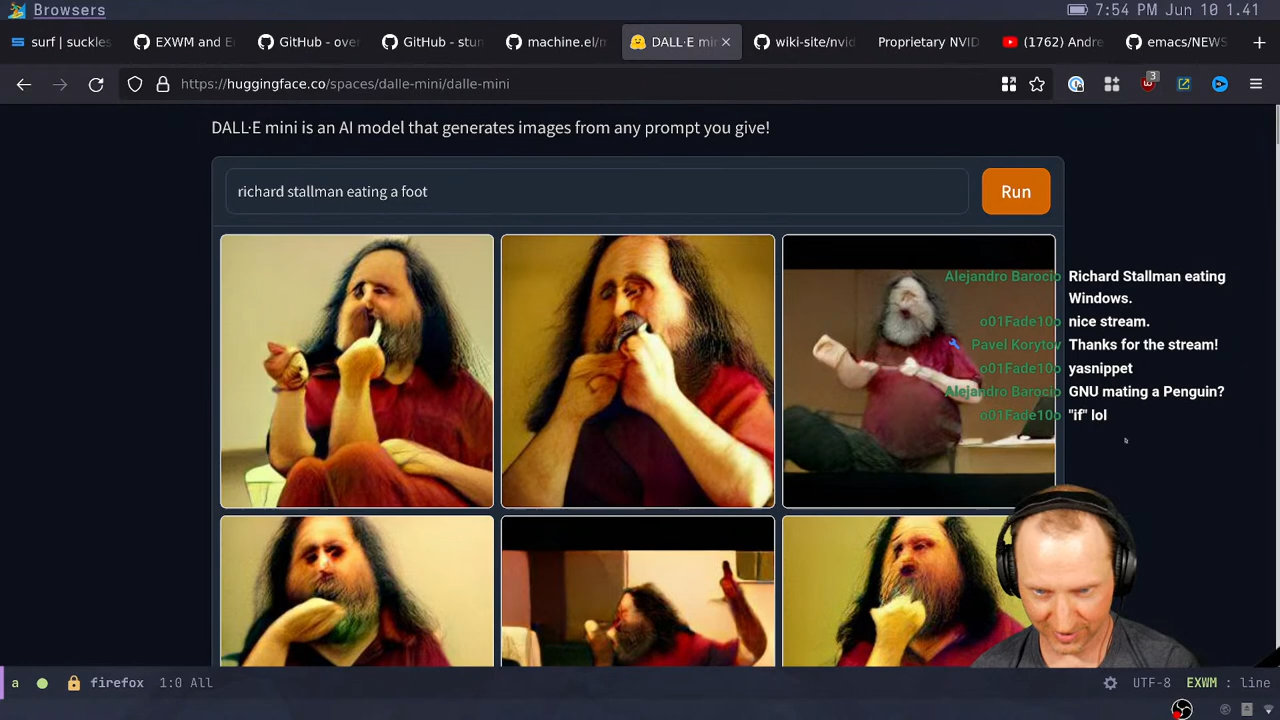 Browsers
7:54 PM Jun 10 1.41
surf | suckles
EXWM and E
GitHub - ove
GitHub - stun
machine.el/m
DALL·E min
wiki-site/nvid
Proprietary NVID
(1762) Andre
emacs/NEWS
https://huggingface.co/spaces/dalle-mini/dalle-mini
3
DALL·E mini is an AI model that generates images from any prompt you give!
richard stallman eating a foot
Run
Alejandro Barocio Richard Stallman eating
Windows.
o01Fade10o nice stream.
Pavel Korytov Thanks for the stream!
o01Fade10o yasnippet
Alejandro Barocio GNU mating a Penguin?
o01Fade10o "if" lol
a firefox 1:0 All
UTF-8 EXWM : line